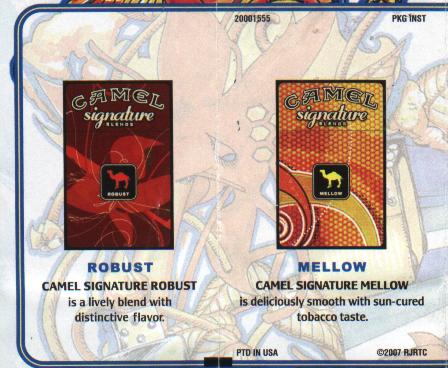 20001555
PKG INST
CAMEL
signature
BLENDS
ROBUST
CAMEL
signature
BLENDS
MELLOW
ROBUST
CAMEL SIGNATURE ROBUST
is a lively blend with
distinctive flavor.
MELLOW
CAMEL SIGNATURE MELLOW
is deliciously smooth with sun-cured
tobacco taste.
PTD IN USA
©2007 RJRTC